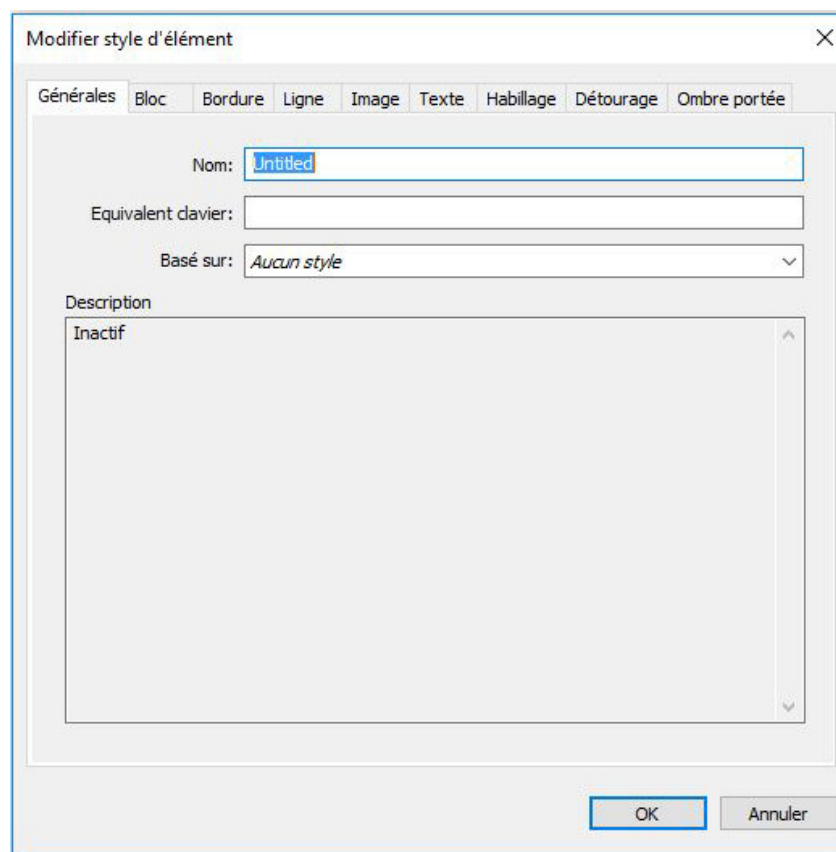 Modifier style d'élément
Générales Bloc Bordure Ligne Image Texte Habillage Détourage Ombre portée
Nom: Untitled
Equivalent clavier:
Basé sur: Aucun style
Description
Inactif
OK Annuler